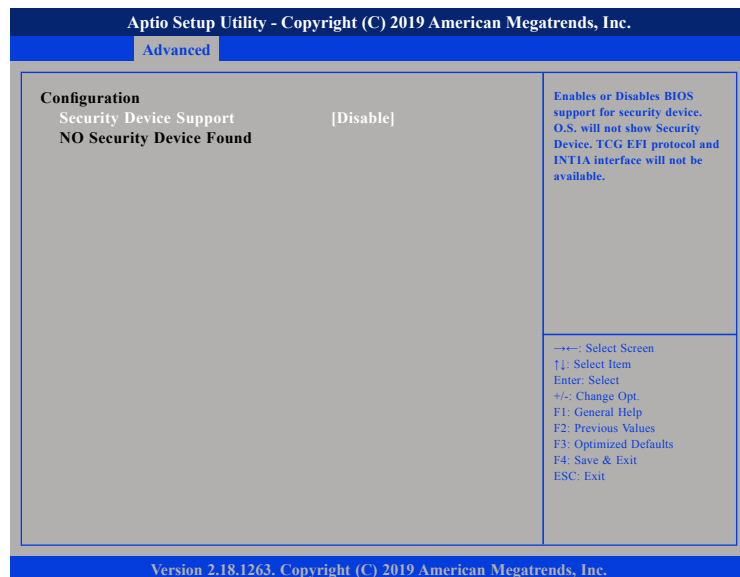 Aptio Setup Utility - Copyright (C) 2019 American Megatrends, Inc.
Advanced
Configuration
Security Device Support [Disable]
NO Security Device Found
Enables or Disables BIOS
support for security device.
O.S. will not show Security
Device. TCG EFI protocol and
INT1A interface will not be
available.
→←: Select Screen
↑↓: Select Item
Enter: Select
+/-: Change Opt.
F1: General Help
F2: Previous Values
F3: Optimized Defaults
F4: Save & Exit
ESC: Exit
Version 2.18.1263. Copyright (C) 2019 American Megatrends, Inc.